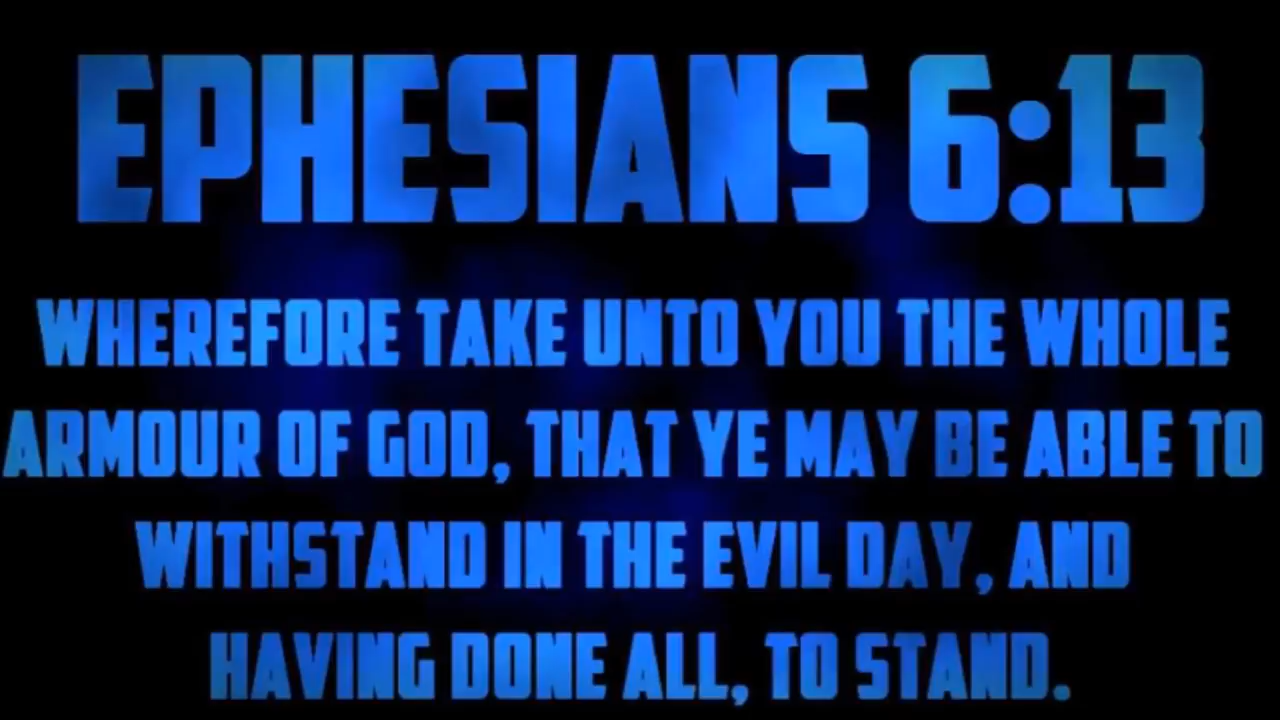 EPHESIANS 6:13
WHEREFORE TAKE UNTO YOU THE WHOLE
ARMOUR OF GOD, THAT YE MAY BE ABLE TO
WITHSTAND IN THE EVIL DAY, AND
HAVING DONE ALL, TO STAND.